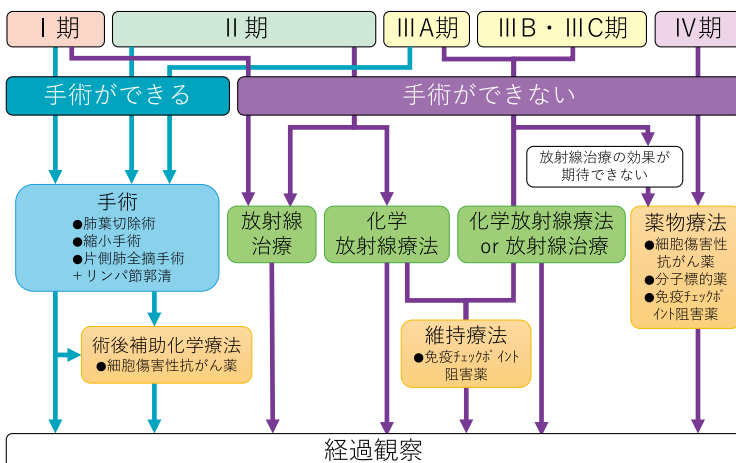 Ⅰ期
Ⅱ期
ⅢA期
ⅢB・ⅢC期
Ⅳ期
手術ができる
手術ができない
放射線治療の効果が
期待できない
手術
●肺葉切除術
●縮小手術
●片側肺全摘手術
＋リンパ節郭清
放射線
治療
化学
放射線療法
化学放射線療法
or 放射線治療
薬物療法
●細胞傷害性
抗がん薬
●分子標的薬
●免疫ﾁｪｯｸﾎﾟ
ｲﾝﾄ阻害薬
術後補助化学療法
●細胞傷害性抗がん薬
維持療法
●免疫ﾁｪｯｸﾎﾟｲﾝﾄ
阻害薬
経過観察